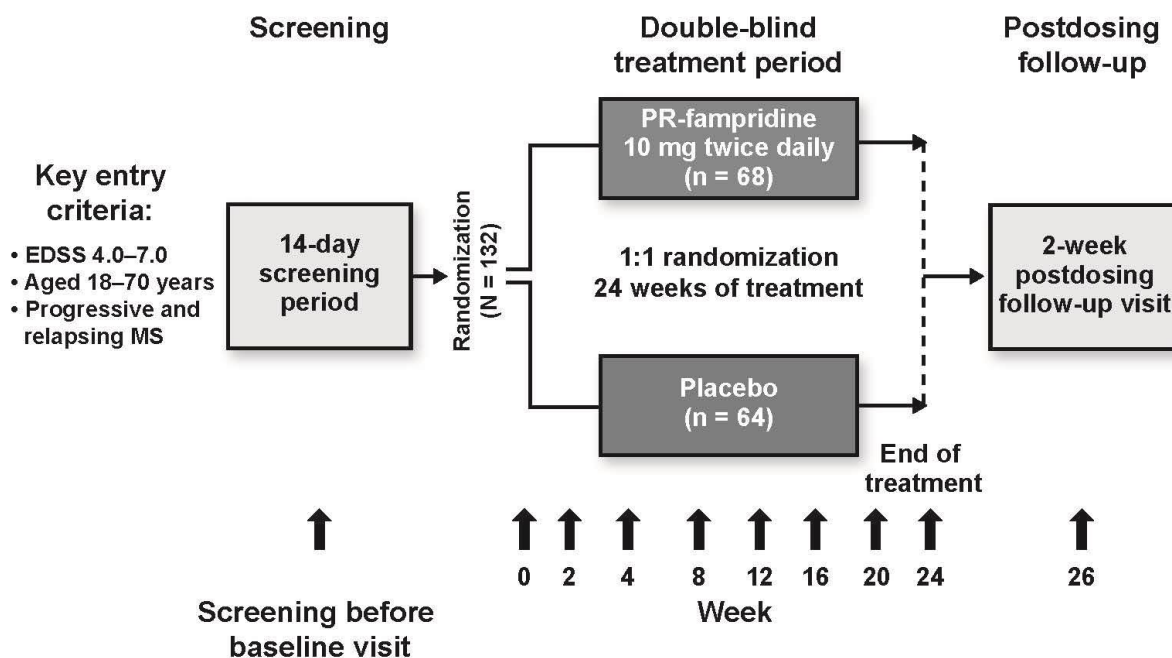 Screening
Double-blind
treatment period
Postdosing
follow-up
Key entry
criteria:
• EDSS 4.0–7.0
• Aged 18–70 years
• Progressive and
relapsing MS
14-day
screening
period
Randomization
(N = 132)
PR-fampridine
10 mg twice daily
(n = 68)
1:1 randomization
24 weeks of treatment
Placebo
(n = 64)
2-week
postdosing
follow-up visit
End of
treatment
0 2 4 8 12 16 20 24 26
Week
Screening before
baseline visit